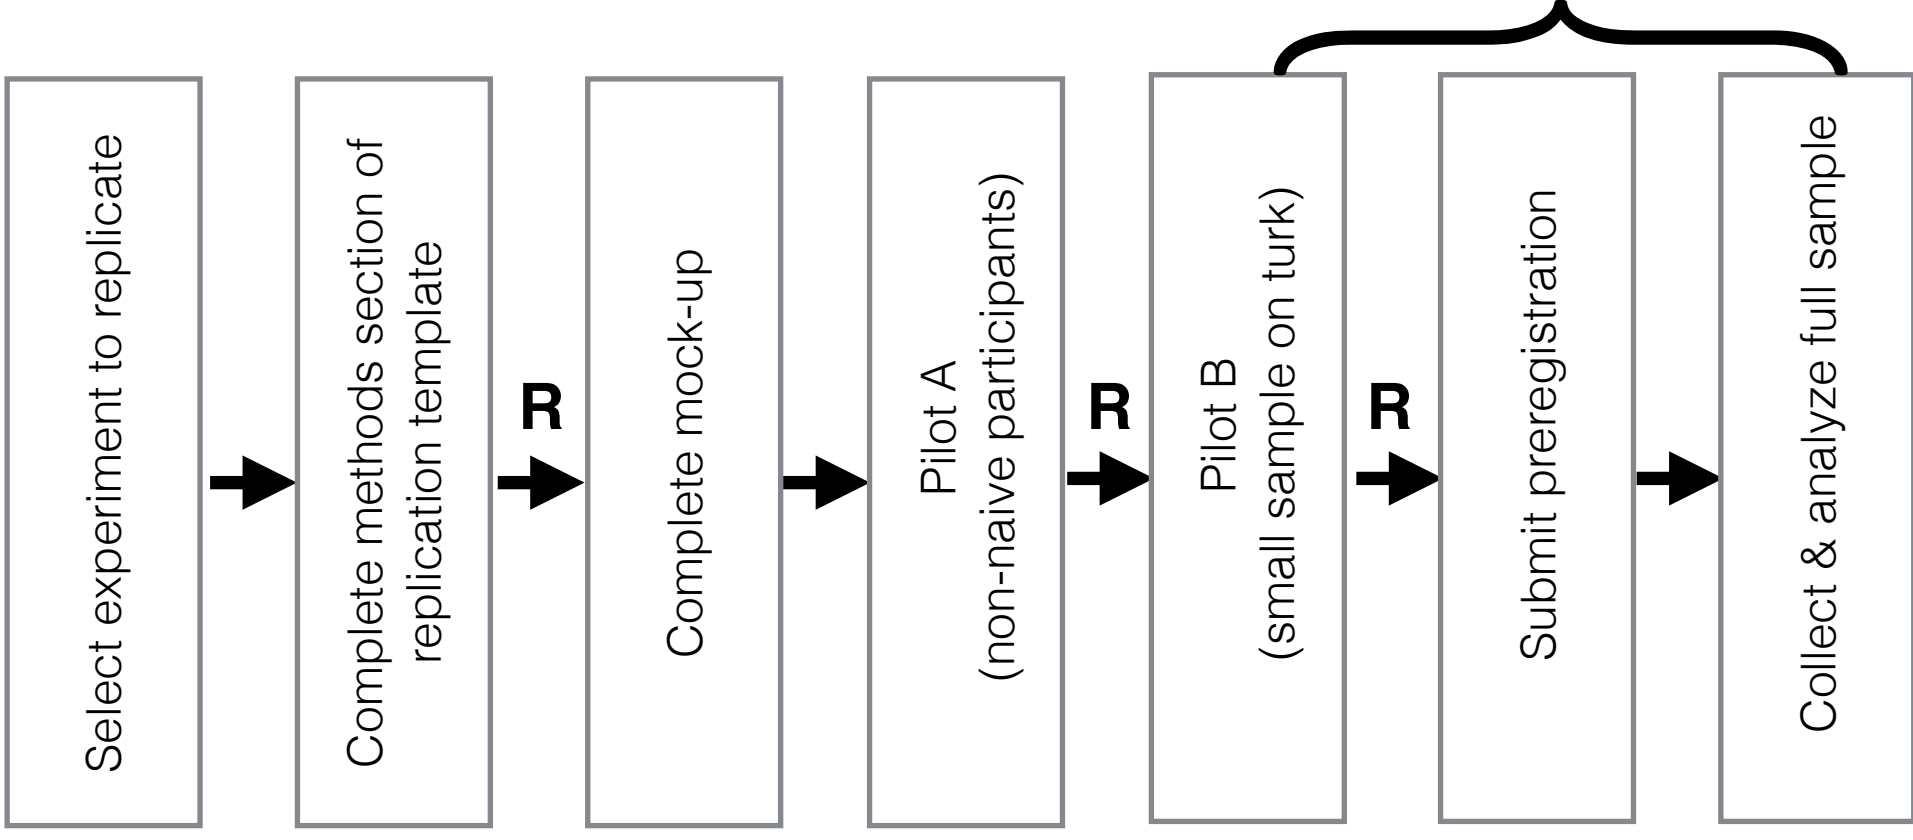 Select experiment to replicate
Complete methods section of
replication template
R
Complete mock-up
Pilot A
(non-naive participants)
R
Pilot B
(small sample on turk)
R
Submit preregistration
Collect & analyze full sample